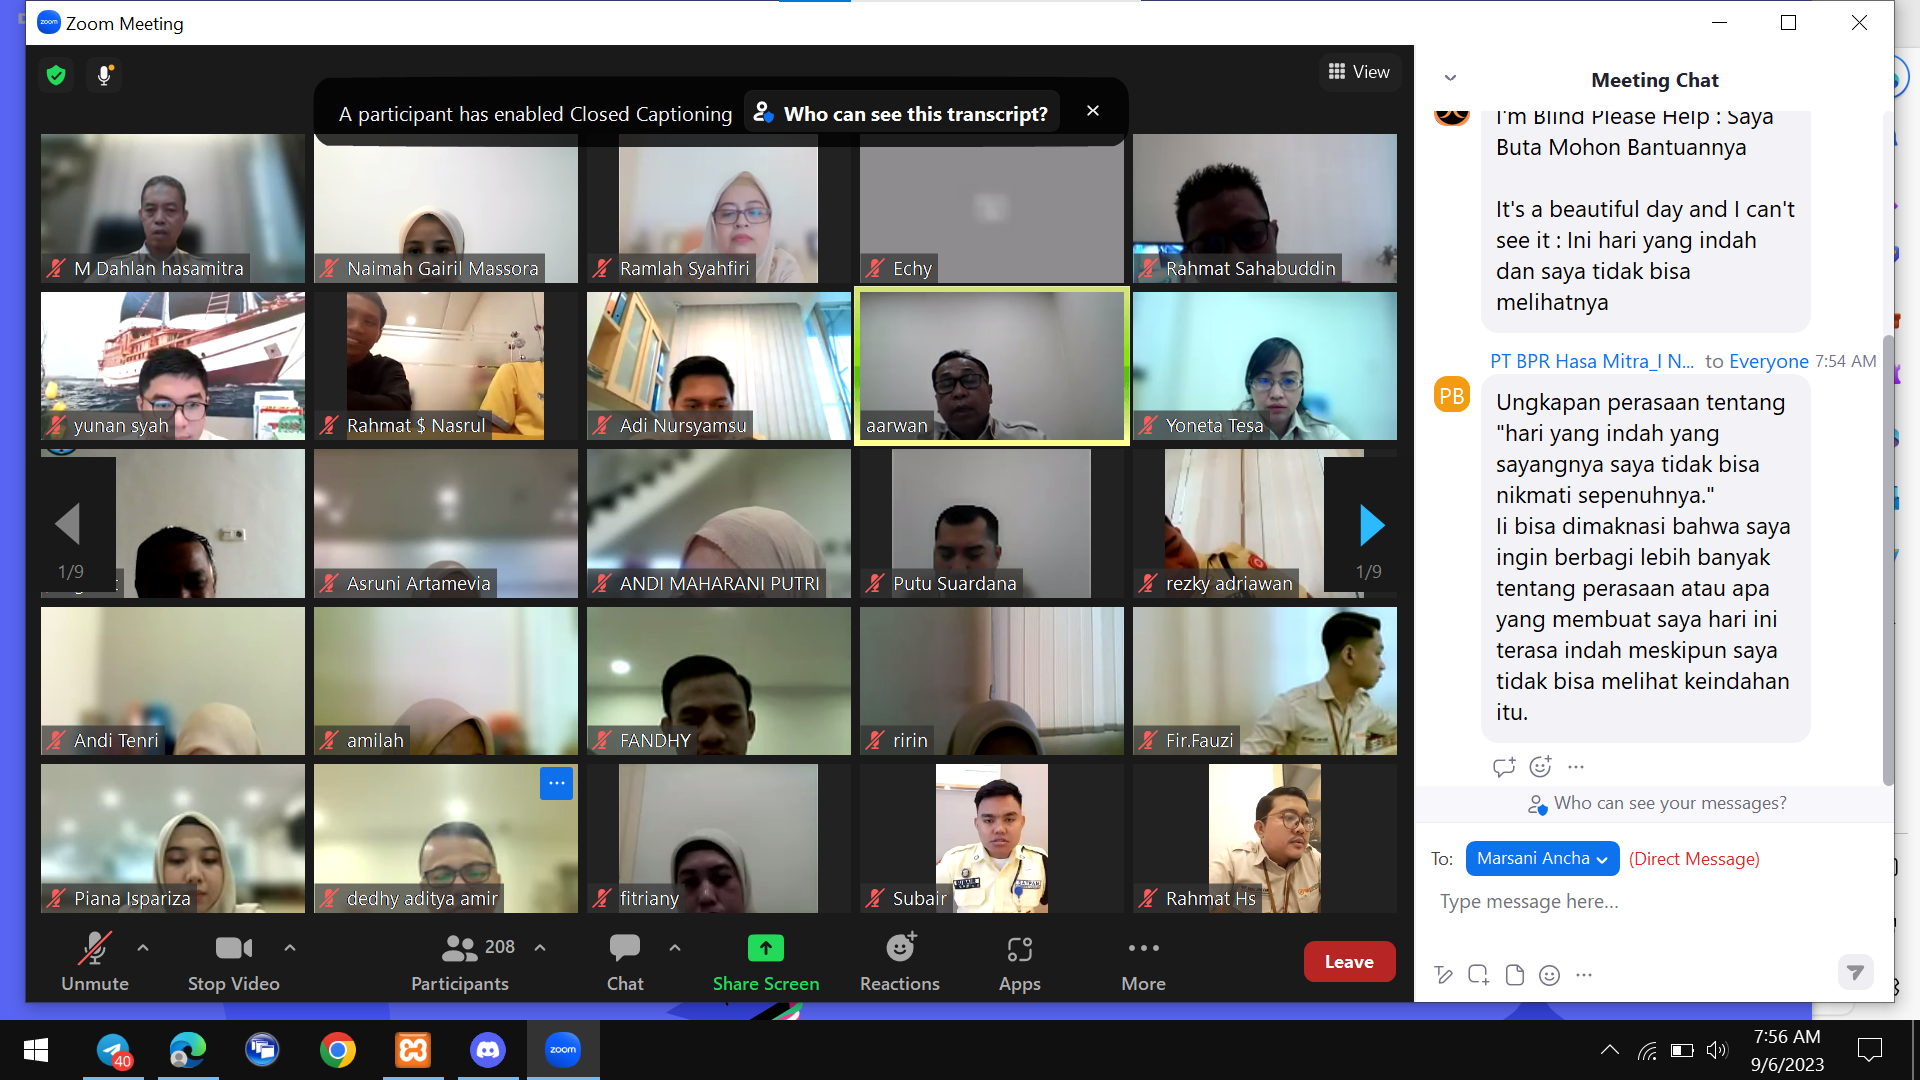 Zoom Meeting
View
A participant has enabled Closed Captioning
Who can see this transcript?
M Dahlan hasamitra
Naimah Gairil Massora
Ramlah Syahfiri
Echy
Rahmat Sahabuddin
yunan syah
Rahmat $ Nasrul
Adi Nursyamsu
aarwan
Yoneta Tesa
1/9
Asruni Artamevia
ANDI MAHARANI PUTRI
Putu Suardana
rezky adriawan
1/9
Andi Tenri
amilah
FANDHY
ririn
Fir.Fauzi
Piana Ispariza
dedhy aditya amir
fitriany
Subair
Rahmat Hs
Unmute
Stop Video
208
Participants
Chat
Share Screen
Reactions
Apps
More
Leave
Meeting Chat
I'm Blind Please Help : Saya
Buta Mohon Bantuannya
It's a beautiful day and I can't
see it : Ini hari yang indah
dan saya tidak bisa
melihatnya
PT BPR Hasa Mitra_I N... to Everyone 7:54 AM
PB
Ungkapan perasaan tentang
"hari yang indah yang
sayangnya saya tidak bisa
nikmati sepenuhnya."
Ii bisa dimaknasi bahwa saya
ingin berbagi lebih banyak
tentang perasaan atau apa
yang membuat saya hari ini
terasa indah meskipun saya
tidak bisa melihat keindahan
itu.
Who can see your messages?
To: Marsani Ancha (Direct Message)
Type message here...
40
zoom
7:56 AM
9/6/2023